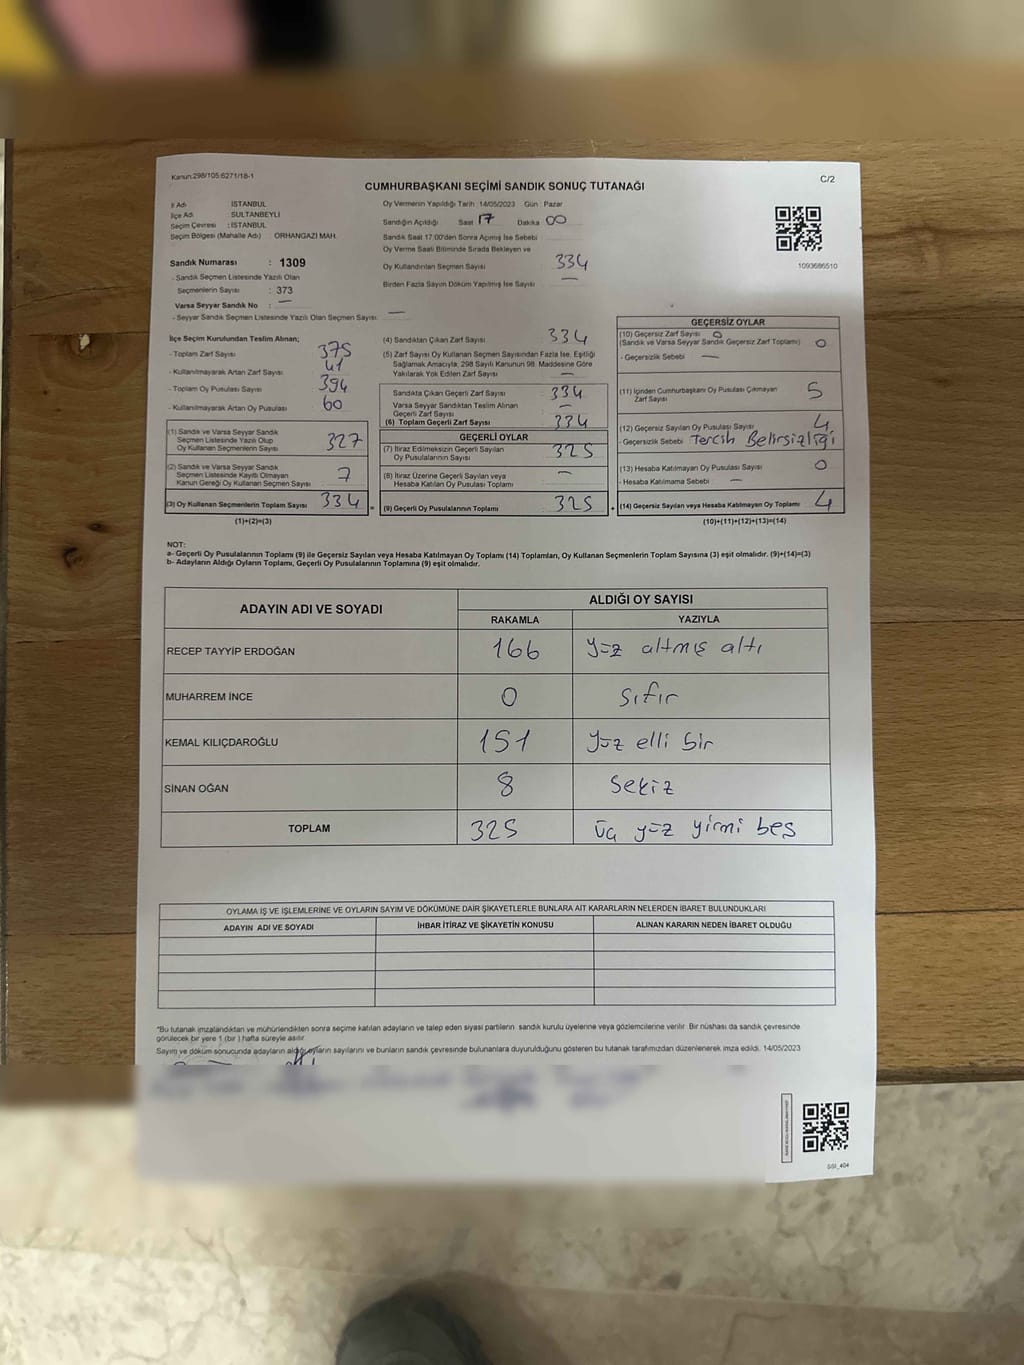 Kanun:298/105;6271/18-1
C/2
CUMHURBAŞKANI SEÇİMİ SANDIK SONUÇ TUTANAĞI
İl Adı : İSTANBUL
İlçe Adı : SULTANBEYLİ
Seçim Çevresi : İSTANBUL
Seçim Bölgesi (Mahalle Adı) ORHANGAZİ MAH.
Sandık Numarası : 1309
- Sandık Seçmen Listesinde Yazılı Olan
Seçmenlerin Sayısı : 373
Varsa Seyyar Sandık No : —
- Seyyar Sandık Seçmen Listesinde Yazılı Olan Seçmen Sayısı: —
Oy Vermenin Yapıldığı Tarih :14/05/2023 Gün : Pazar
Sandığın Açıldığı Saat 17 Dakika 00
Sandık Saat 17:00'den Sonra Açımış İse Sebebi
Oy Verme Saati Bitiminde Sırada Bekleyen ve
Oy Kullandırılan Seçmen Sayısı 334
Birden Fazla Sayım Döküm Yapılmış İse Sayısı —
1093686510
İlçe Seçim Kurulundan Teslim Alınan;
- Toplam Zarf Sayısı 375
- Kullanılmayarak Artan Zarf Sayısı 41
- Toplam Oy Pusulası Sayısı 394
- Kullanılmayarak Artan Oy Pusulası 60
(1) Sandık ve Varsa Seyyar Sandık
Seçmen Listesinde Yazılı Olup
Oy Kullanan Seçmenlerin Sayısı 327
(2) Sandık ve Varsa Seyyar Sandık
Seçmen Listesinde Kayıtlı Olmayan
Kanun Gereği Oy Kullanan Seçmen Sayısı 7
(3) Oy Kullanan Seçmenlerin Toplam Sayısı 334
(1)+(2)=(3)
(4) Sandıktan Çıkan Zarf Sayısı 334
(5) Zarf Sayısı Oy Kullanan Seçmen Sayısından Fazla İse, Eşitliği
Sağlamak Amacıyla, 298 Sayılı Kanunun 98. Maddesine Göre
Yakılarak Yok Edilen Zarf Sayısı —
Sandıkta Çıkan Geçerli Zarf Sayısı 334
Varsa Seyyar Sandıktan Teslim Alınan
Geçerli Zarf Sayısı —
(6) Toplam Geçerli Zarf Sayısı 334
GEÇERLİ OYLAR
(7) İtiraz Edilmeksizin Geçerli Sayılan
Oy Pusulalarının Sayısı 325
(8) İtiraz Üzerine Geçerli Sayılan veya
Hesaba Katılan Oy Pusulası Toplamı —
= (9) Geçerli Oy Pusulalarının Toplamı 325 +
GEÇERSİZ OYLAR
(10) Geçersiz Zarf Sayısı 0
(Sandık ve Varsa Seyyar Sandık Geçersiz Zarf Toplamı) 0
- Geçersizlik Sebebi —
(11) İçinden Cumhurbaşkanı Oy Pusulası Çıkmayan
Zarf Sayısı 5
(12) Geçersiz Sayılan Oy Pusulası Sayısı 4
- Geçersizlik Sebebi Tercih Belirsizliği
(13) Hesaba Katılmayan Oy Pusulası Sayısı 0
- Hesaba Katılmama Sebebi —
(14) Geçersiz Sayılan veya Hesaba Katılmayan Oy Toplamı 4
(10)+(11)+(12)+(13)=(14)
NOT:
a- Geçerli Oy Pusulalarının Toplamı (9) ile Geçersiz Sayılan veya Hesaba Katılmayan Oy Toplamı (14) Toplamları, Oy Kullanan Seçmenlerin Toplam Sayısına (3) eşit olmalıdır. (9)+(14)=(3)
b- Adayların Aldığı Oyların Toplamı, Geçerli Oy Pusulalarının Toplamına (9) eşit olmalıdır.
ADAYIN ADI VE SOYADI ALDIĞI OY SAYISI
RAKAMLA YAZIYLA
RECEP TAYYİP ERDOĞAN 166 yüz altmış altı
MUHARREM İNCE 0 sıfır
KEMAL KILIÇDAROĞLU 151 yüz elli bir
SİNAN OĞAN 8 sekiz
TOPLAM 325 üç yüz yirmi beş
OYLAMA İŞ VE İŞLEMLERİNE VE OYLARIN SAYIM VE DÖKÜMÜNE DAİR ŞİKAYETLERLE BUNLARA AİT KARARLARIN NELERDEN İBARET BULUNDUKLARI
ADAYIN ADI VE SOYADI İHBAR İTİRAZ VE ŞİKAYETİN KONUSU ALINAN KARARIN NEDEN İBARET OLDUĞU
*Bu tutanak imzalandıktan ve mühürlendikten sonra seçime katılan adayların ve talep eden siyasi partilerin sandık kurulu üyelerine veya gözlemcilerine verilir. Bir nüshası da sandık çevresinde
görülecek bir yere 1 (bir) hafta süreyle asılır.
Sayım ve döküm sonucunda adayların aldığı oyların sayılarını ve bunların sandık çevresinde bulunanlara duyurulduğunu gösteren bu tutanak tarafımızdan düzenlenerek imza edildi. 14/05/2023
SSI_404